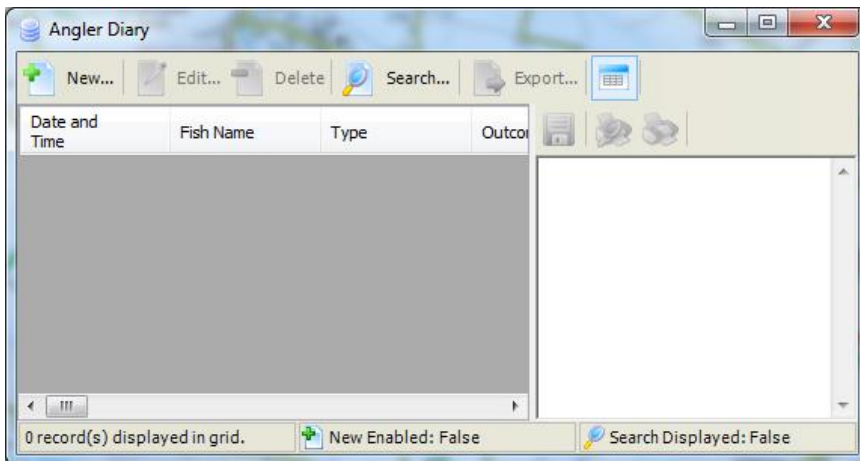 Angler Diary
New... Edit... Delete Search... Export...
Date and Time Fish Name Type Outcor
0 record(s) displayed in grid. New Enabled: False Search Displayed: False